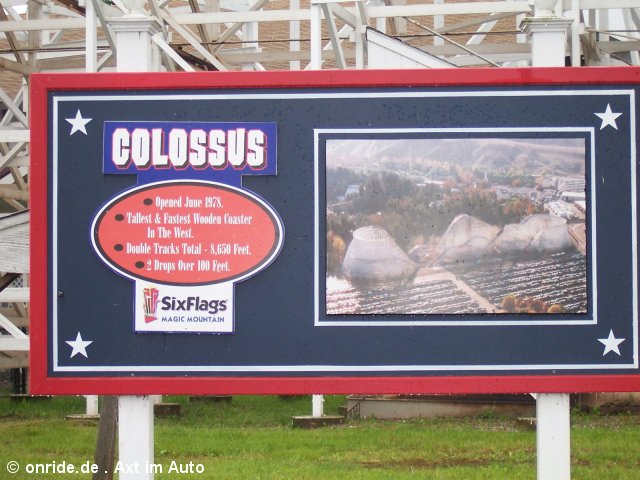 COLOSSUS
Opened June 1978.
Tallest & Fastest Wooden Coaster
In The West.
Double Tracks Total - 8,650 Feet.
2 Drops Over 100 Feet.
SixFlags
MAGIC MOUNTAIN
© onride.de . Axt im Auto